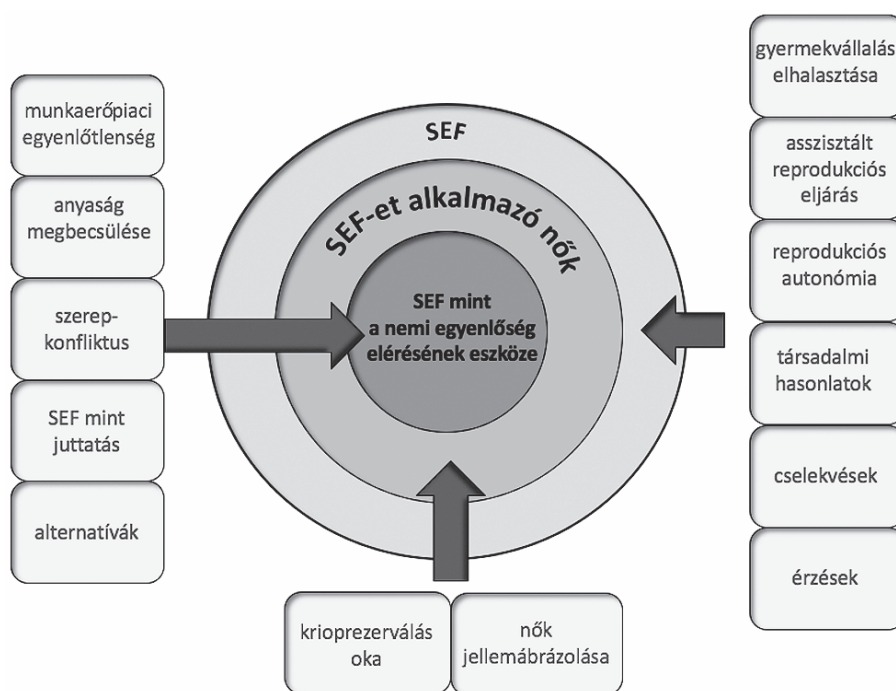 munkaerőpiaci
egyenlőtlenség
anyaság
megbecsülése
szerep-
konfliktus
SEF mint
juttatás
alternatívák
SEF
SEF-et alkalmazó nők
SEF mint
a nemi egyenlőség
elérésének eszköze
krioprezerválás
oka
nők
jellemábrázolása
gyermekvállalás
elhalasztása
asszisztált
reprodukciós
eljárás
reprodukciós
autonómia
társadalmi
hasonlatok
cselekvések
érzések